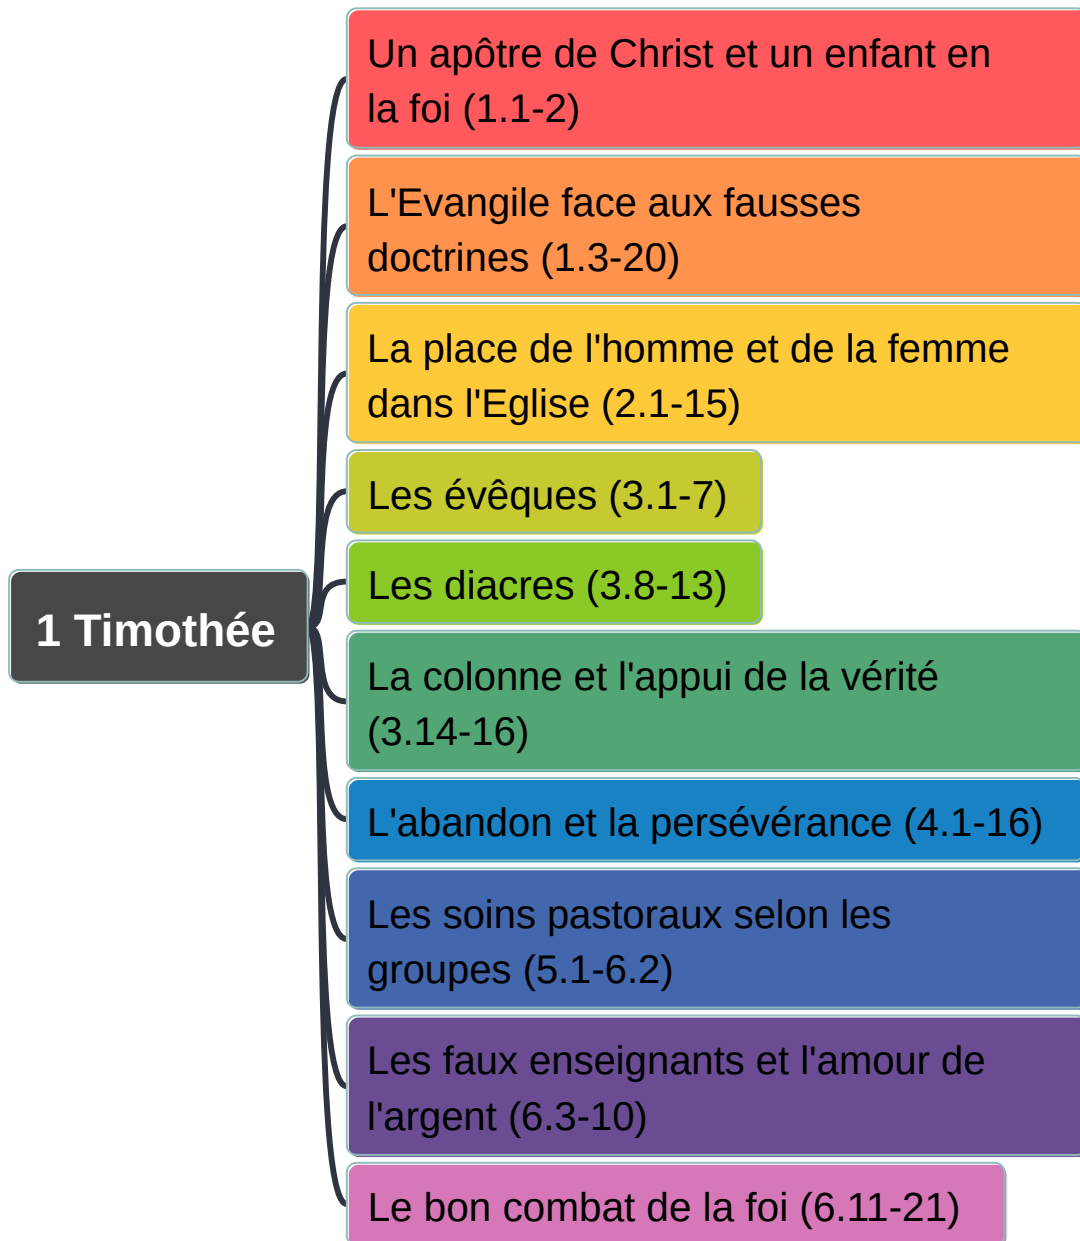 Un apôtre de Christ et un enfant en
la foi (1.1-2)
L'Evangile face aux fausses
doctrines (1.3-20)
La place de l'homme et de la femme
dans l'Eglise (2.1-15)
Les évêques (3.1-7)
Les diacres (3.8-13)
1 Timothée
La colonne et l'appui de la vérité
(3.14-16)
L'abandon et la persévérance (4.1-16)
Les soins pastoraux selon les
groupes (5.1-6.2)
Les faux enseignants et l'amour de
l'argent (6.3-10)
Le bon combat de la foi (6.11-21)